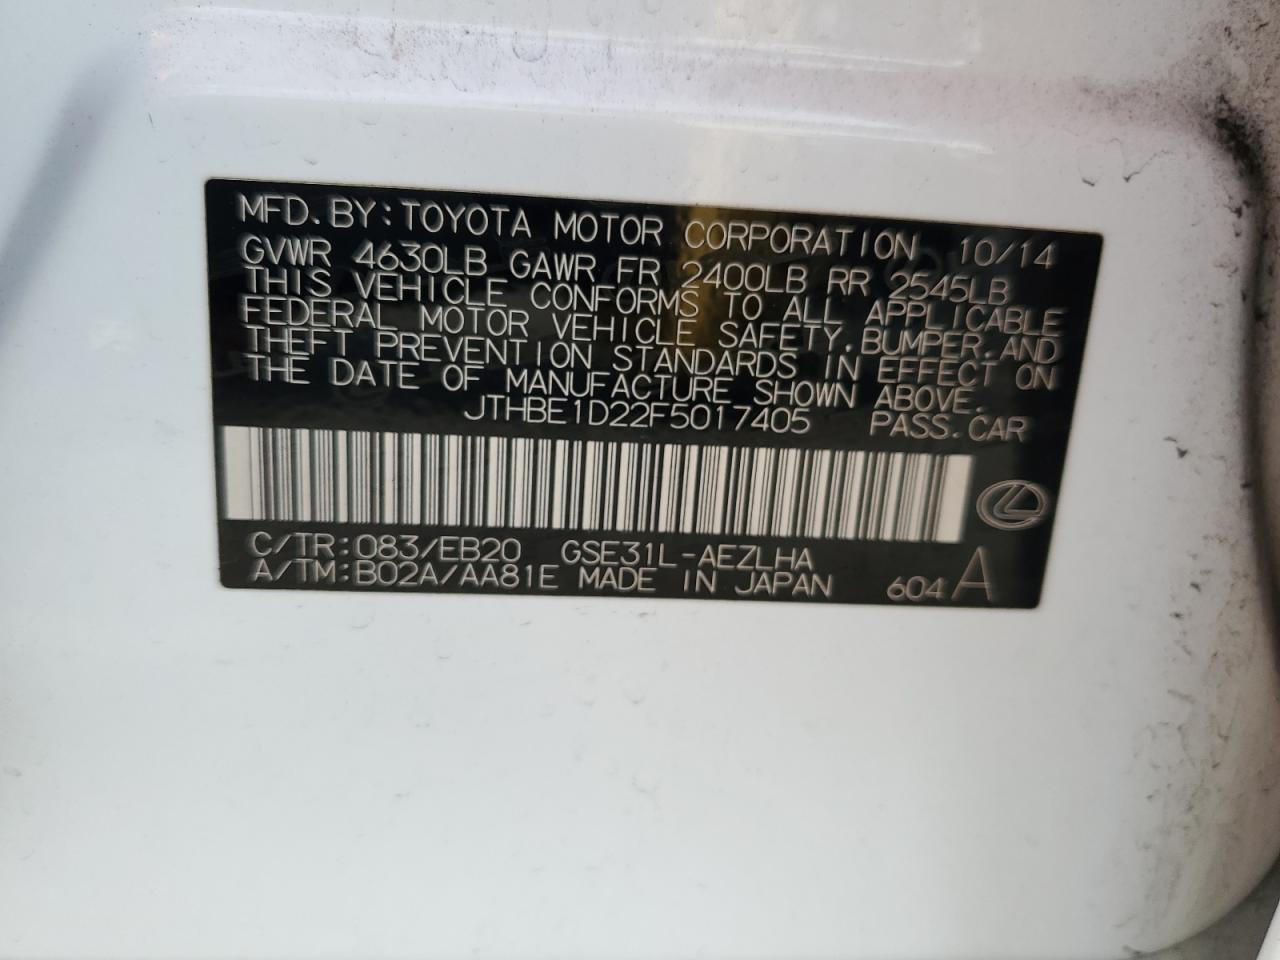 MFD.BY:TOYOTA MOTOR CORPORATION 10/14
GVWR 4630LB GAWR FR 2400LB RR 2545LB
THIS VEHICLE CONFORMS TO ALL APPLICABLE
FEDERAL MOTOR VEHICLE SAFETY,BUMPER,AND
THEFT PREVENTION STANDARDS IN EFFECT ON
THE DATE OF MANUFACTURE SHOWN ABOVE.
JTHBE1D22F5017405 PASS.CAR
C/TR:083/EB20 GSE31L-AEZLHA
A/TM:B02A/AA81E MADE IN JAPAN 604 A